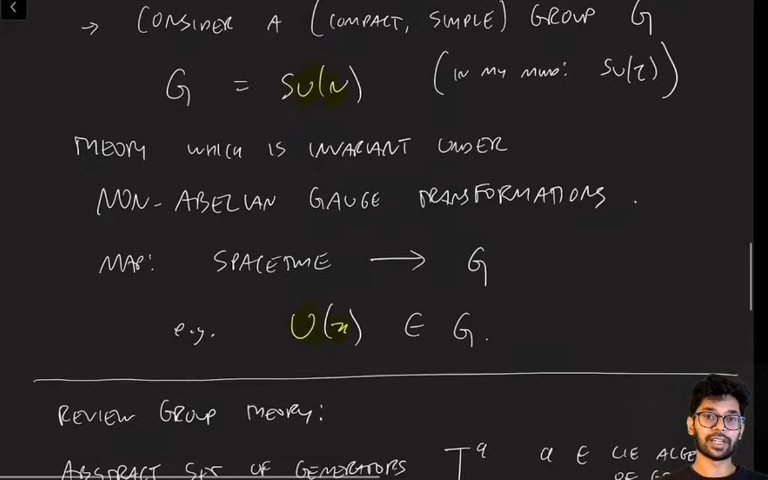 → CONSIDER A (COMPACT, SIMPLE) GROUP G
G = SU(N) (IN MY MIND: SU(2))
THEORY WHICH IS INVARIANT UNDER
NON-ABELIAN GAUGE TRANSFORMATIONS.
MAP: SPACETIME → G
e.g. U(x) ∈ G.
REVIEW GROUP THEORY:
ABSTRACT SET OF GENERATORS T^a a ∈ LIE ALGE
OF